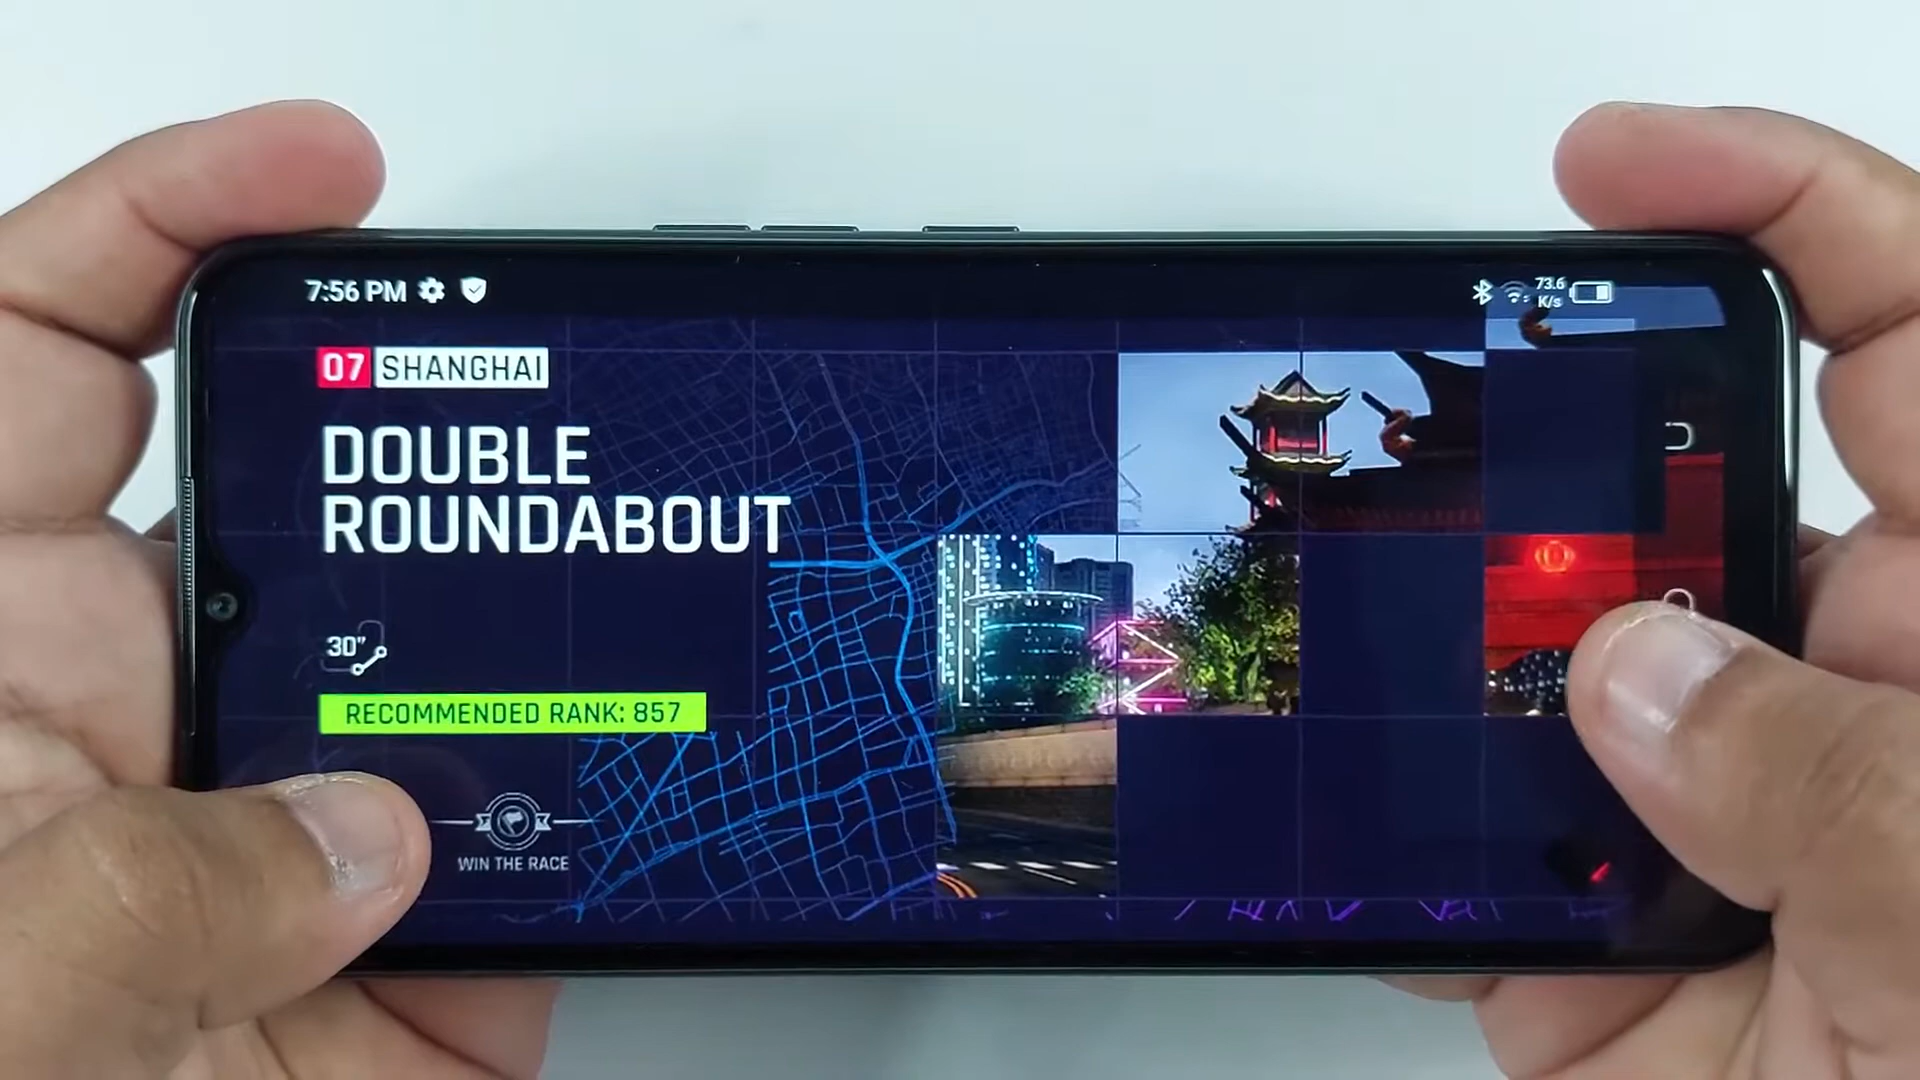 7:56 PM
73.6
K/s
07 SHANGHAI
DOUBLE
ROUNDABOUT
30"
RECOMMENDED RANK: 857
WIN THE RACE